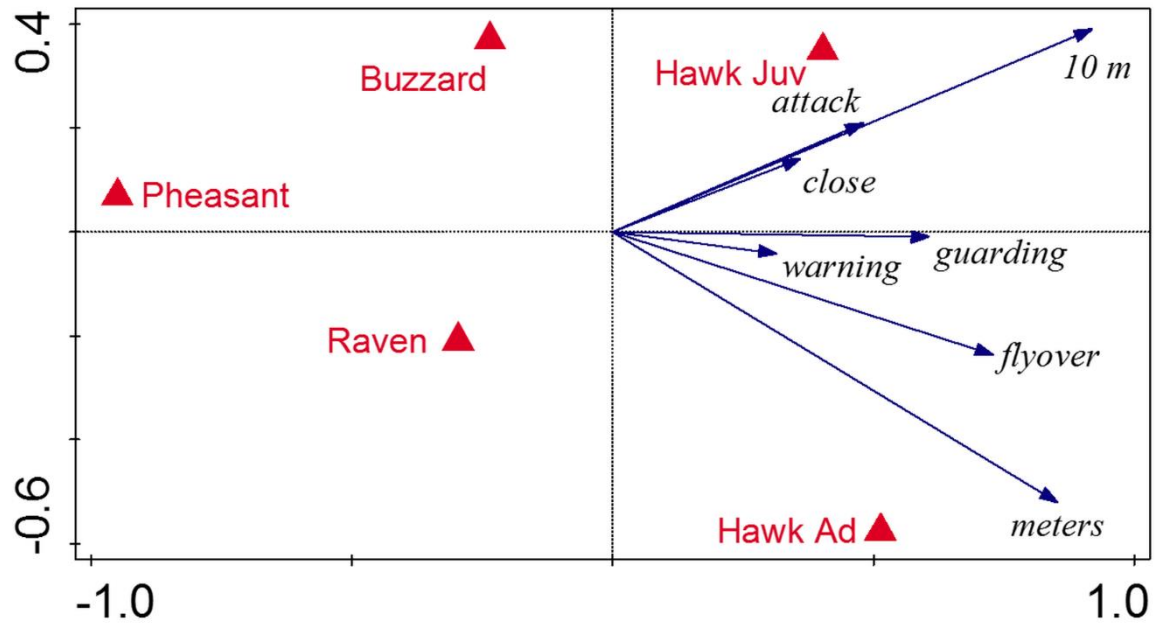 0.4
Buzzard
Hawk Juv
10 m
attack
Pheasant
close
guarding
warning
Raven
flyover
-0.6
Hawk Ad
meters
-1.0
1.0